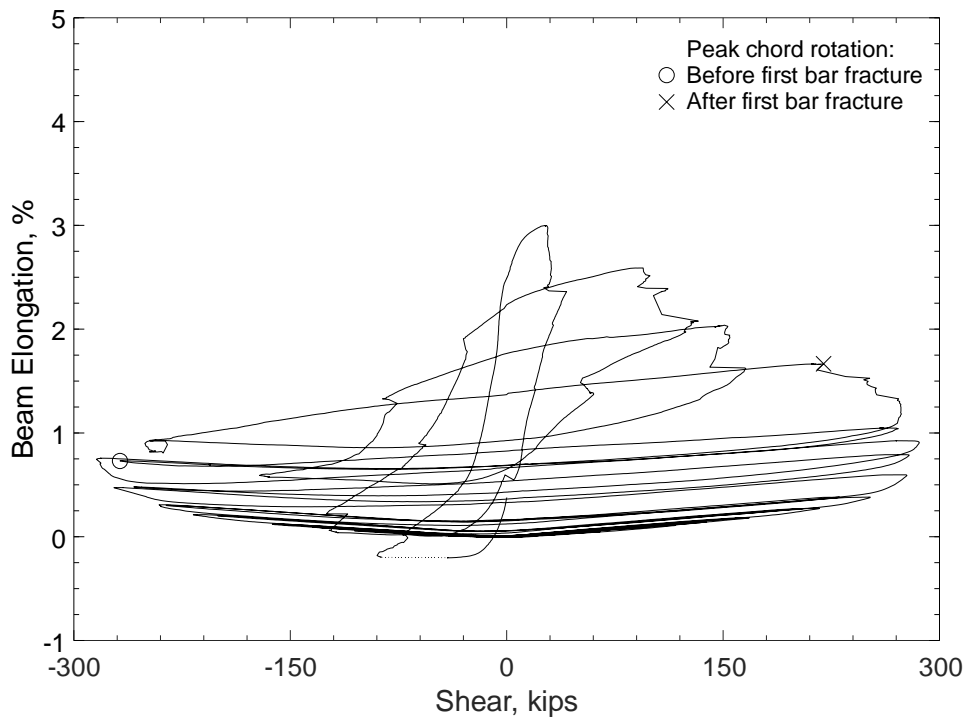 5
Peak chord rotation:
Before first bar fracture
After first bar fracture
4
3
2
1
0
-1
Beam Elongation, %
-300
-150
0
150
300
Shear, kips